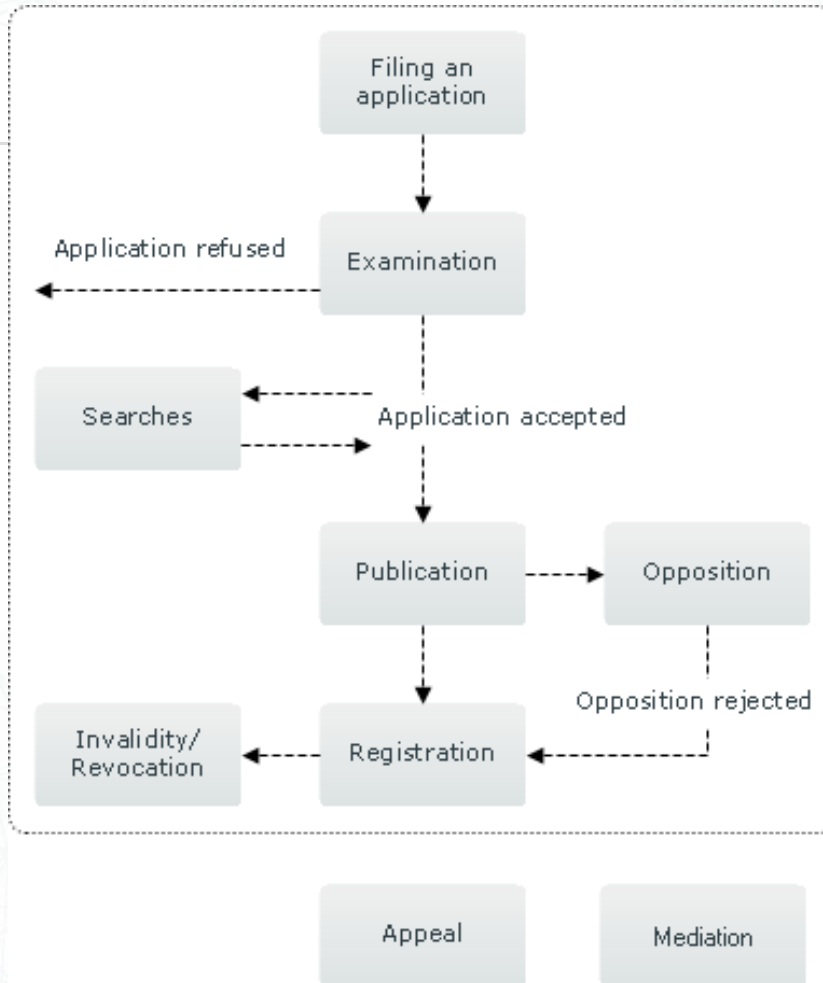 Filing an
application
Application refused
Examination
Searches
Application accepted
Publication
Opposition
Opposition rejected
Invalidity/
Revocation
Registration
Appeal
Mediation